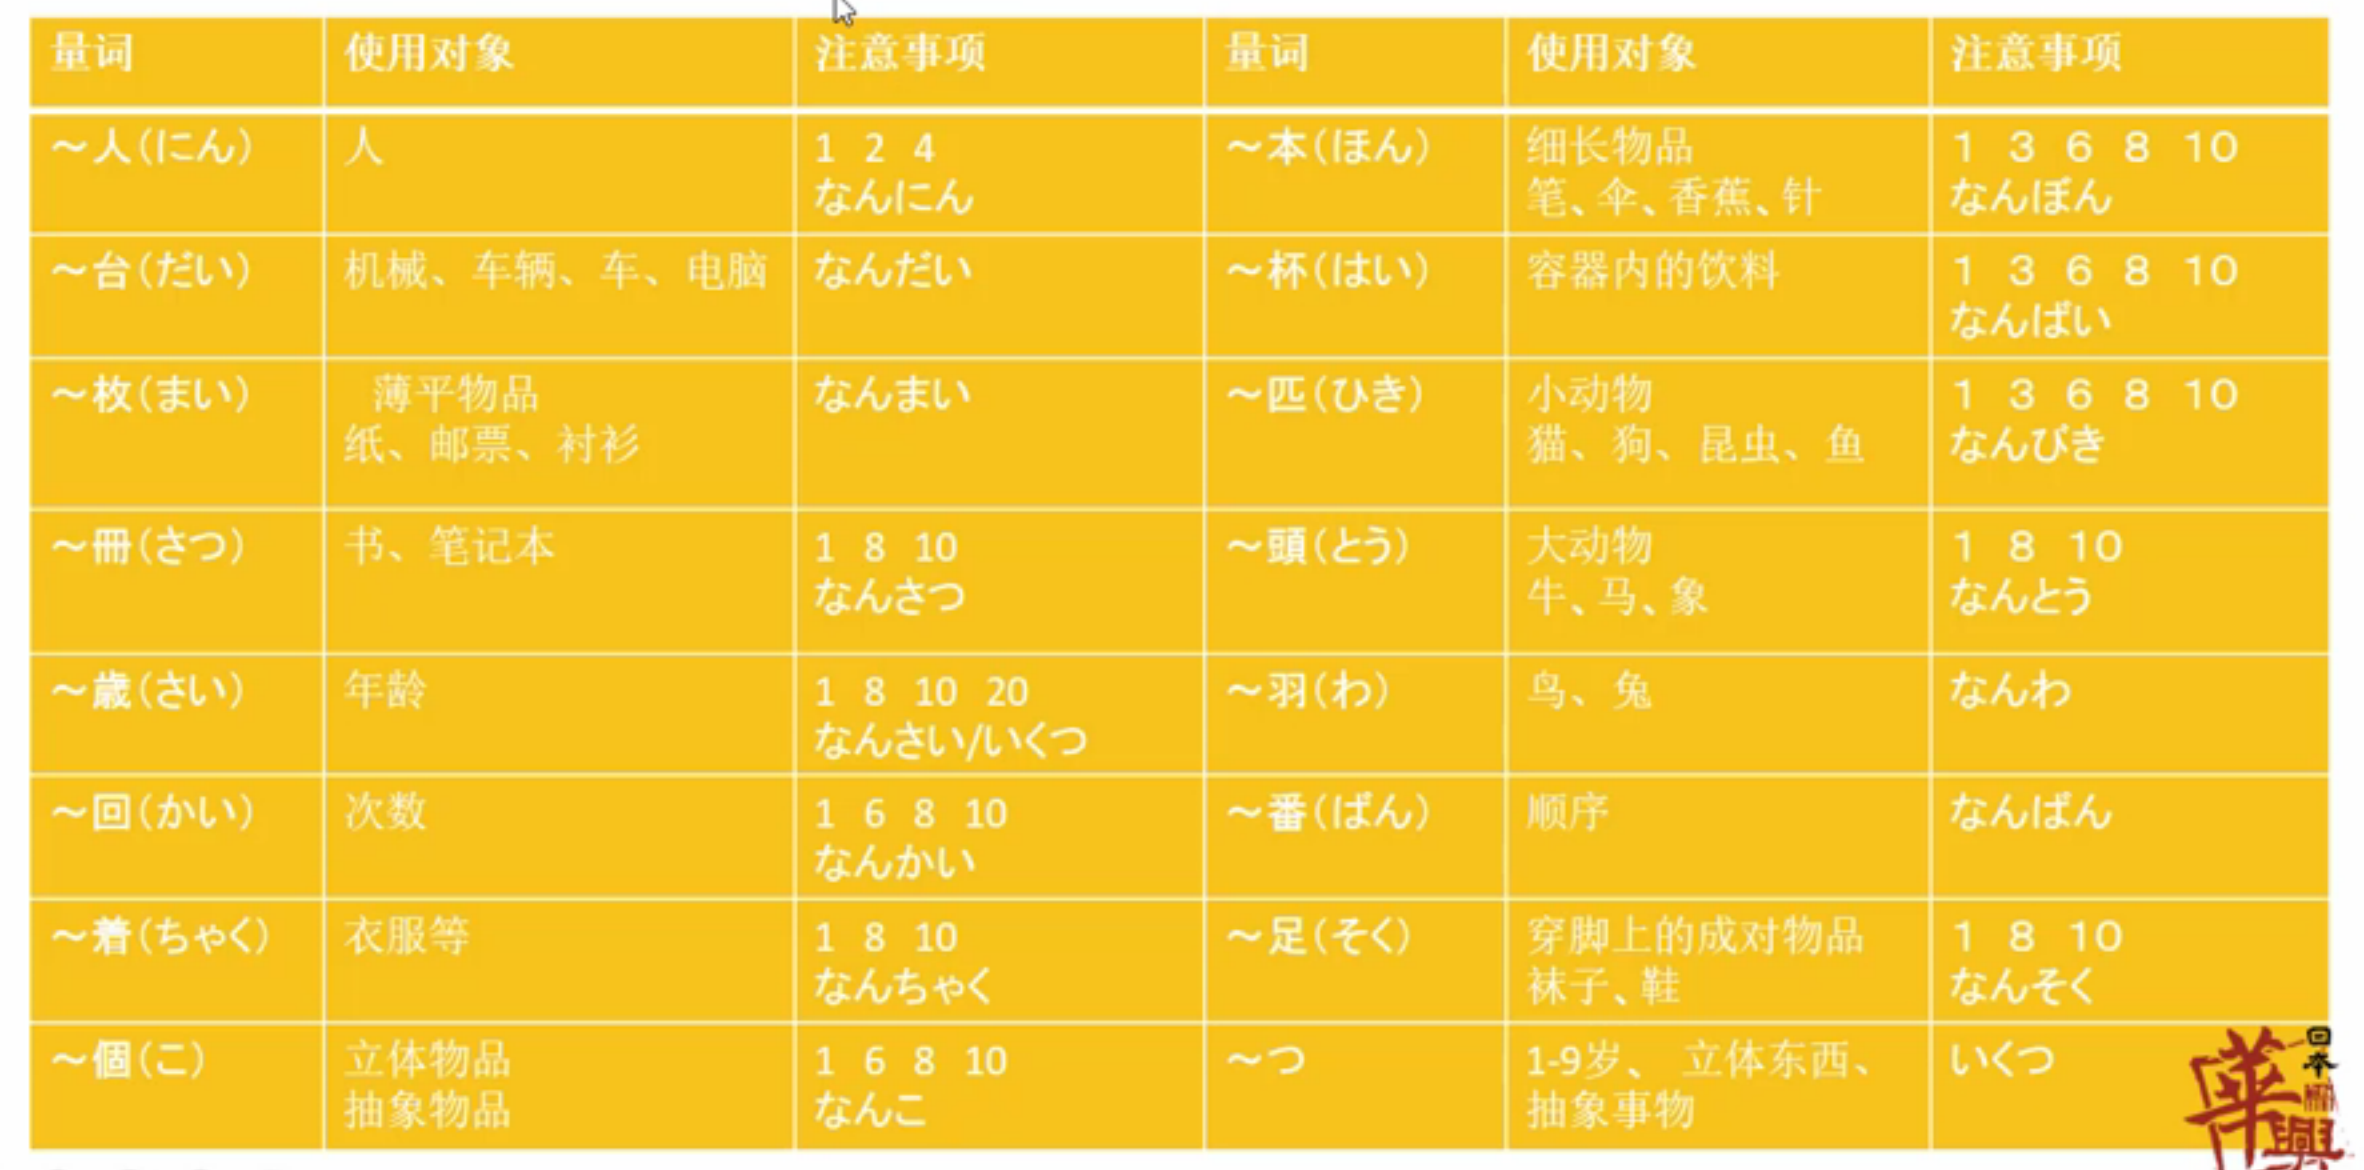 量词 使用对象 注意事项 量词 使用对象 注意事项
～人(にん) 人 1 2 4 ～本(ほん) 细长物品 1 3 6 8 10
なんにん 笔、伞、香蕉、针 なんぼん
～台(だい) 机械、车辆、车、电脑 なんだい ～杯(はい) 容器内的饮料 1 3 6 8 10
なんばい
～枚(まい) 薄平物品 なんまい ～匹(ひき) 小动物 1 3 6 8 10
纸、邮票、衬衫 猫、狗、昆虫、鱼 なんびき
～冊(さつ) 书、笔记本 1 8 10 ～頭(とう) 大动物 1 8 10
なんさつ 牛、马、象 なんとう
～歳(さい) 年龄 1 8 10 20 ～羽(わ) 鸟、兔 なんわ
なんさい/いくつ
～回(かい) 次数 1 6 8 10 ～番(ばん) 顺序 なんばん
なんかい
～着(ちゃく) 衣服等 1 8 10 ～足(そく) 穿脚上的成对物品 1 8 10
なんちゃく 袜子、鞋 なんそく
～個(こ) 立体物品 1 6 8 10 ～つ 1-9岁、 立体东西、 いくつ
抽象物品 なんこ 抽象事物
日本
華
興